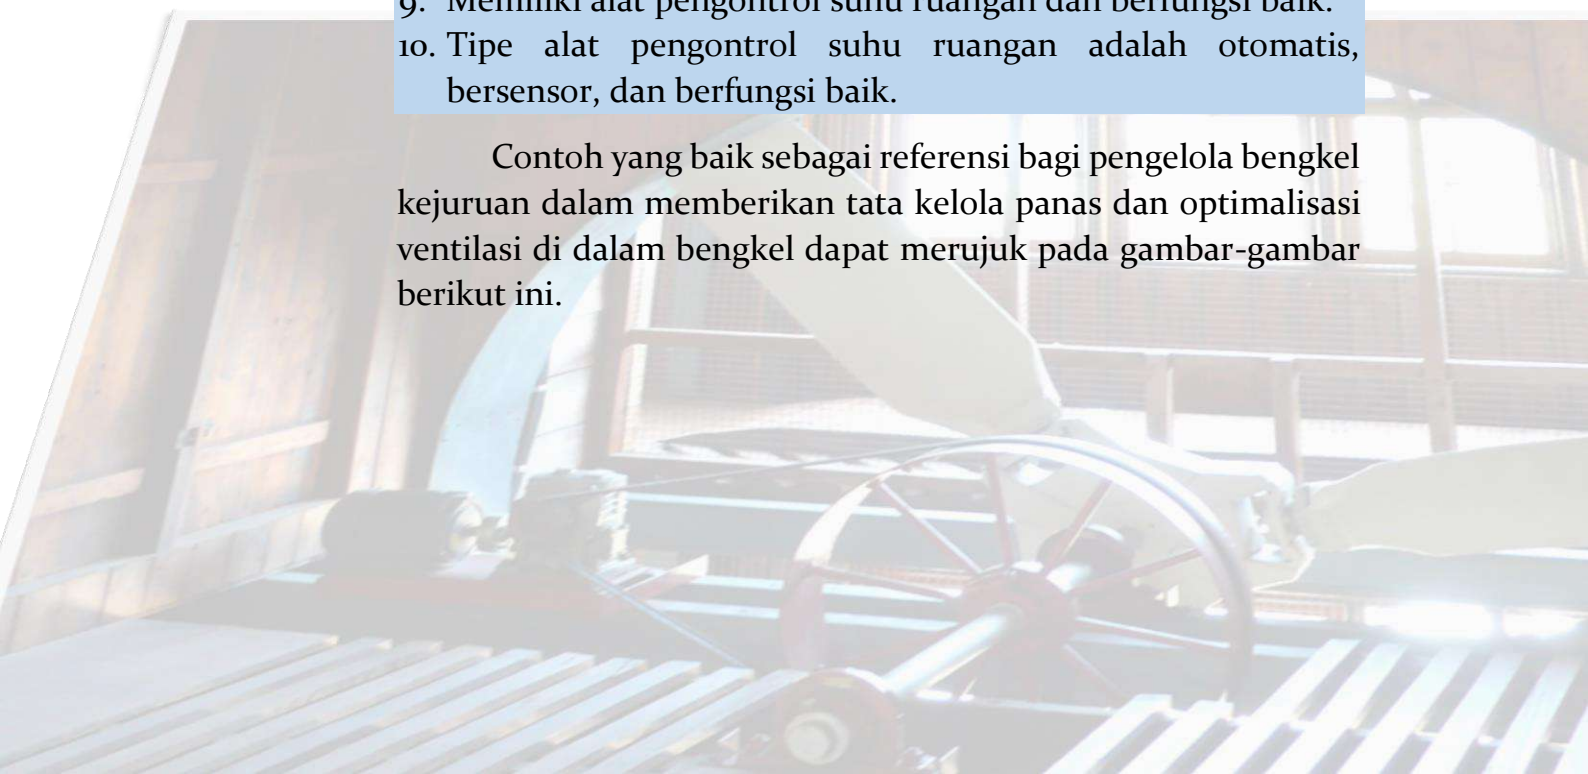 9. Memiliki alat pengontrol suhu ruangan dan berfungsi baik.
10. Tipe alat pengontrol suhu ruangan adalah otomatis,
bersensor, dan berfungsi baik.
Contoh yang baik sebagai referensi bagi pengelola bengkel
kejuruan dalam memberikan tata kelola panas dan optimalisasi
ventilasi di dalam bengkel dapat merujuk pada gambar-gambar
berikut ini.